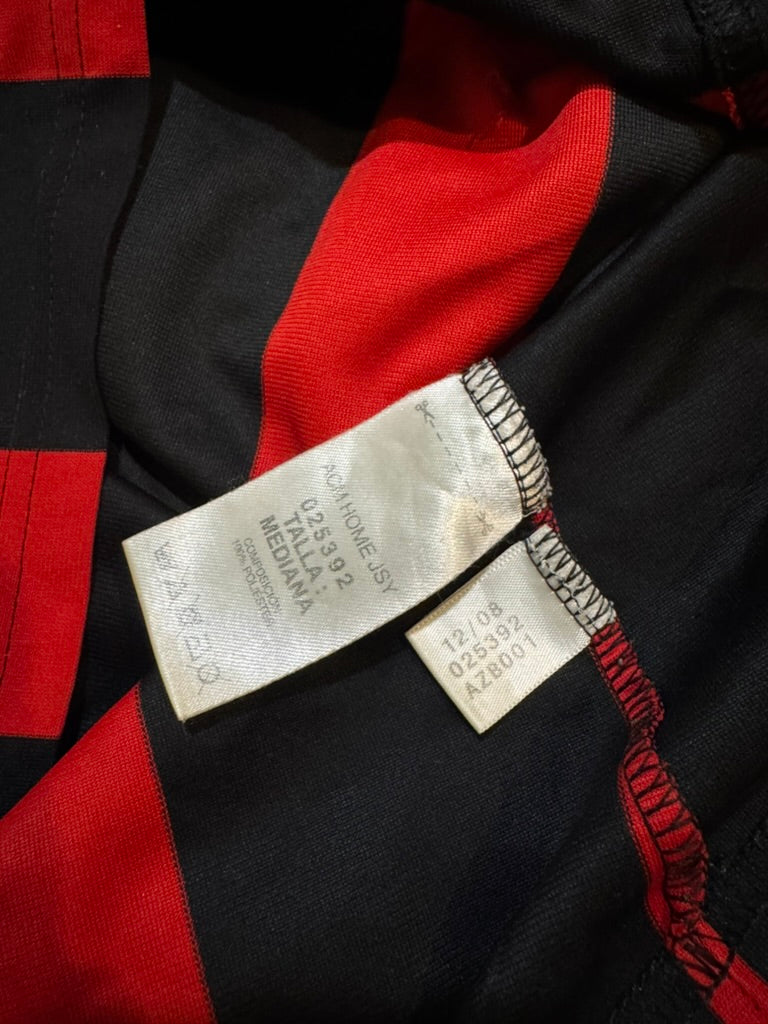 ACM HOME JSY
025392
TALLA :
MEDIANA
COMPOSICION
100% POLIESTER
12/08
025392
AZB001